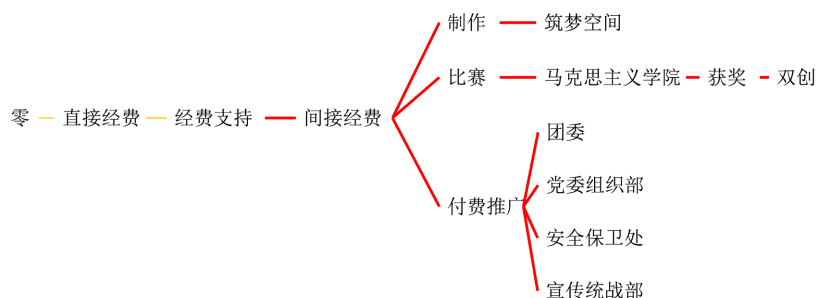 制作 筑梦空间
比赛 马克思主义学院 获奖 双创
零 直接经费 经费支持 间接经费
团委
党委组织部
付费推广
安全保卫处
宣传统战部